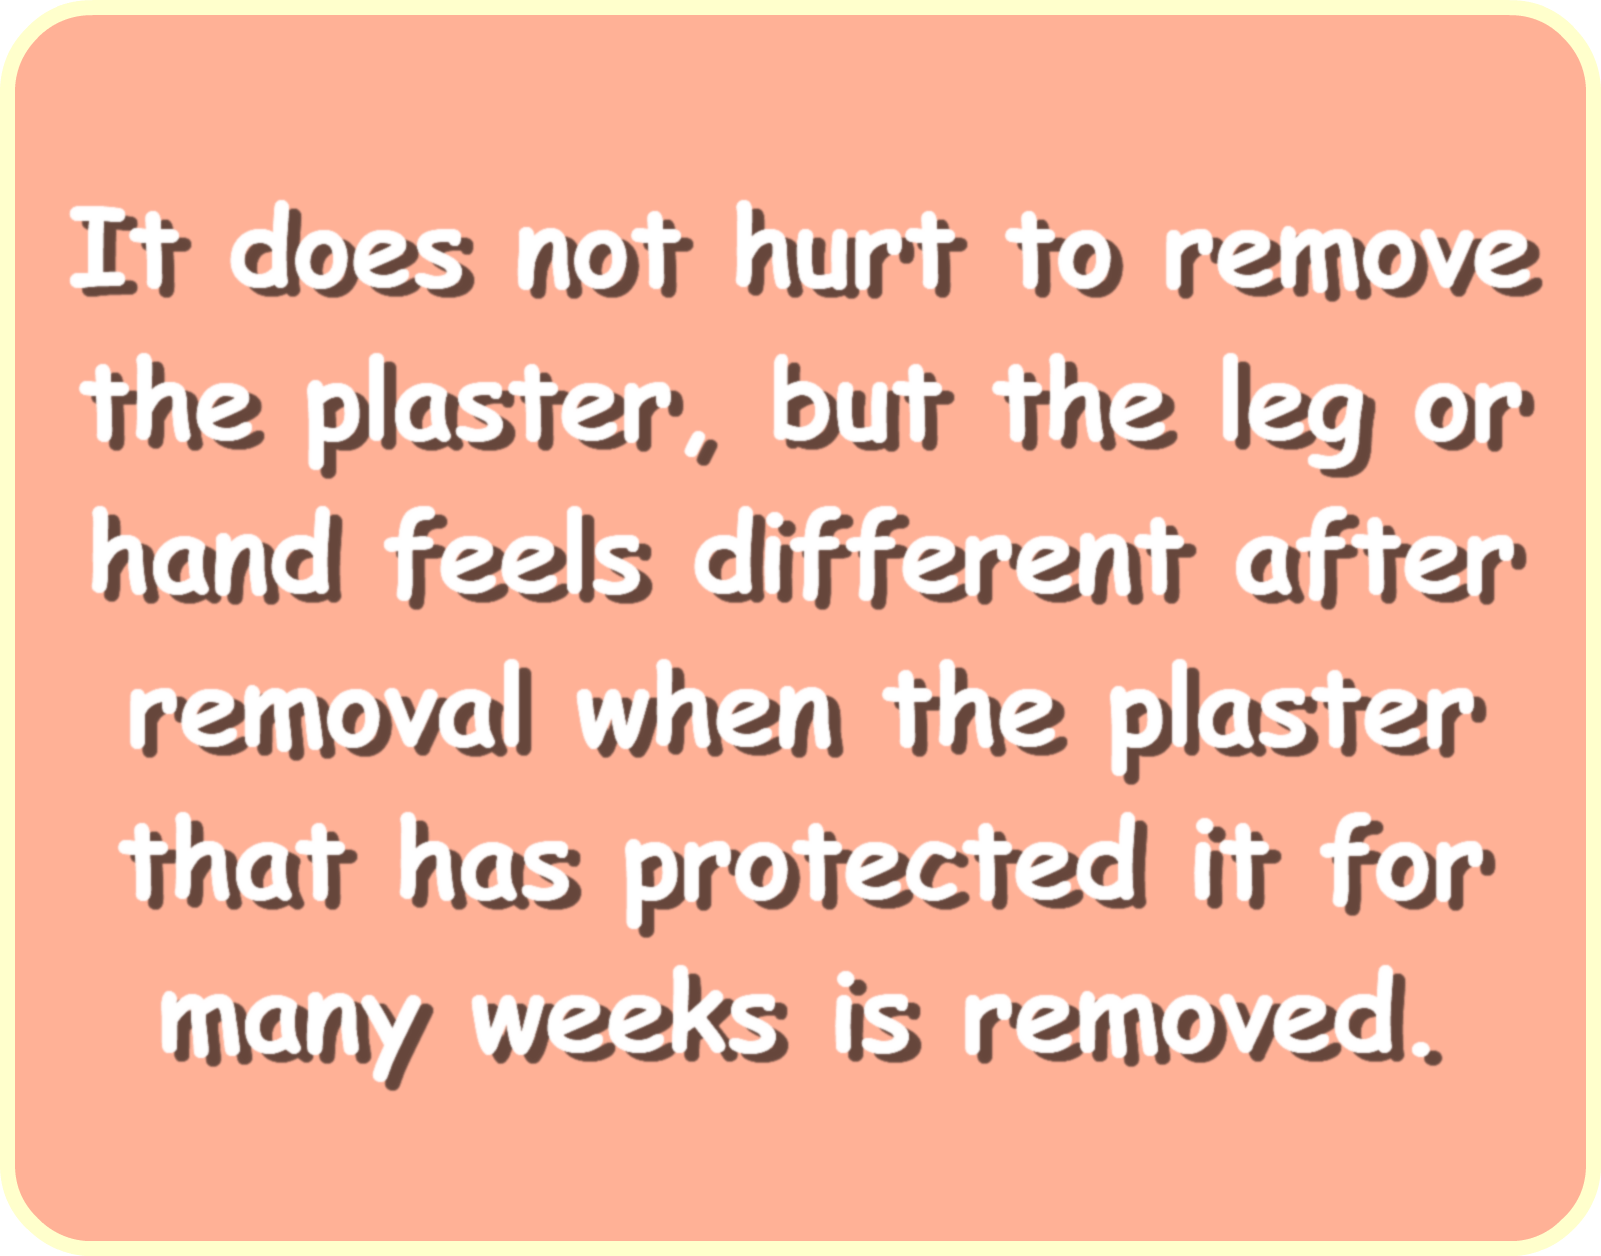 It does not hurt to remove
the plaster, but the leg or
hand feels different after
removal when the plaster
that has protected it for
many weeks is removed.